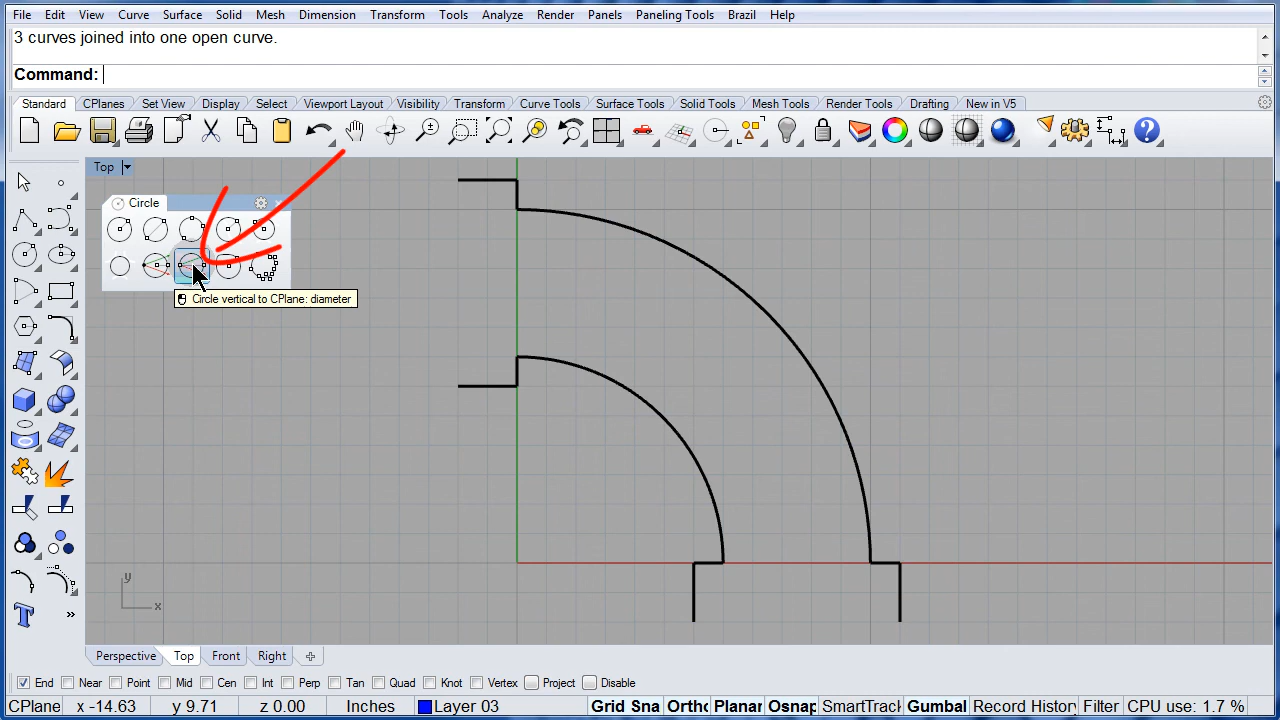 File Edit View Curve Surface Solid Mesh Dimension Transform Tools Analyze Render Panels Paneling Tools Brazil Help
3 curves joined into one open curve.
Command:
Standard CPlanes Set View Display Select Viewport Layout Visibility Transform Curve Tools Surface Tools Solid Tools Mesh Tools Render Tools Drafting New in V5
Top
Circle
Circle vertical to CPlane: diameter
y
x
Perspective Top Front Right
End Near Point Mid Cen Int Perp Tan Quad Knot Vertex Project Disable
CPlane x -14.63 y 9.71 z 0.00 Inches Layer 03 Grid Sna Ortho Planar Osnap SmartTrack Gumbal Record History Filter CPU use: 1.7 %